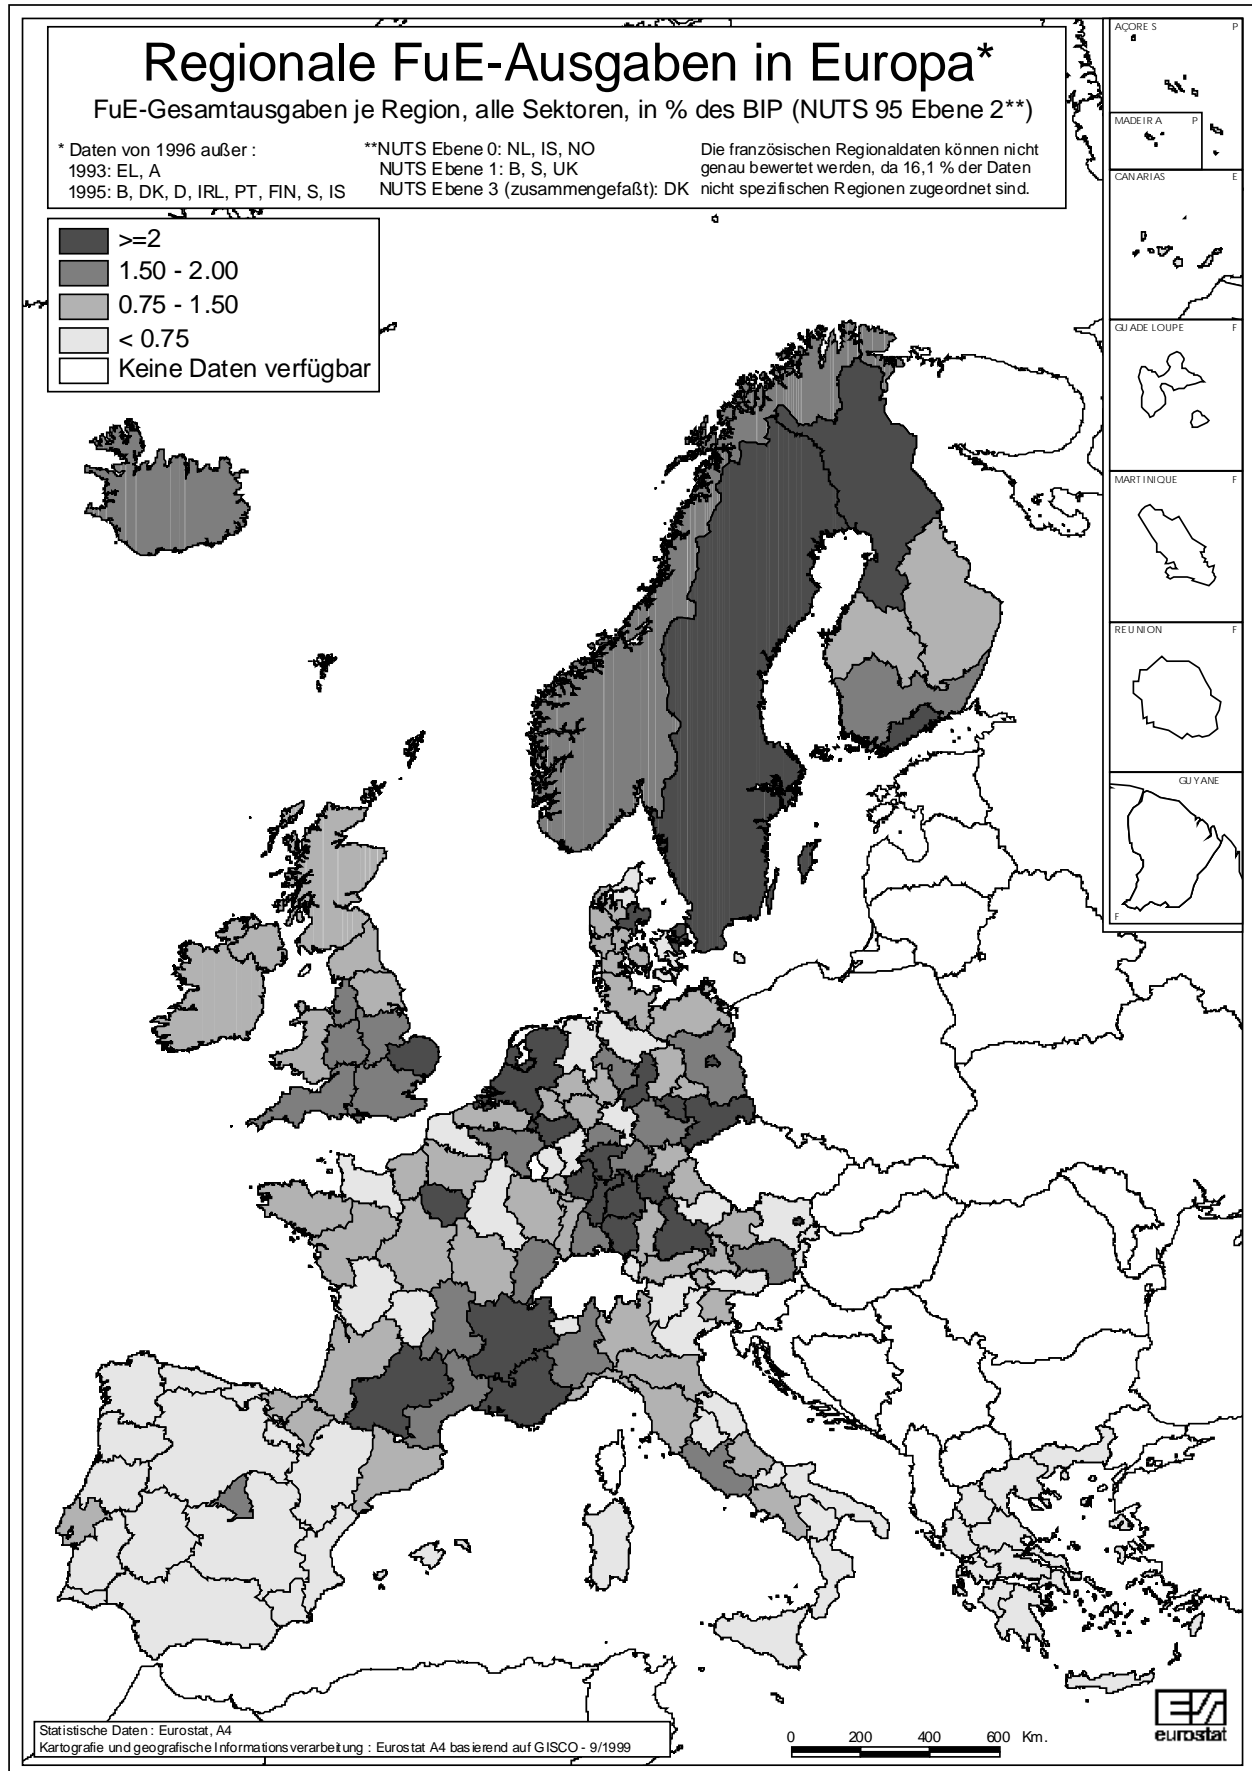 Regionale FuE-Ausgaben in Europa*
FuE-Gesamtausgaben je Region, alle Sektoren, in % des BIP (NUTS 95 Ebene 2**)
* Daten von 1996 außer :
1993: EL, A
1995: B, DK, D, IRL, PT, FIN, S, IS
**NUTS Ebene 0: NL, IS, NO
NUTS Ebene 1: B, S, UK
NUTS Ebene 3 (zusammengefaßt): DK
Die französischen Regionaldaten können nicht
genau bewertet werden, da 16,1 % der Daten
nicht spezifischen Regionen zugeordnet sind.
>=2
1.50 - 2.00
0.75 - 1.50
< 0.75
Keine Daten verfügbar
AÇORES P
MADEIRA P
CANARIAS E
GUADELOUPE F
MARTINIQUE F
REUNION F
GUYANE
F
Statistische Daten : Eurostat, A4
Kartografie und geografische Informationsverarbeitung : Eurostat A4 basierend auf GISCO - 9/1999
0 200 400 600 Km.
eurostat